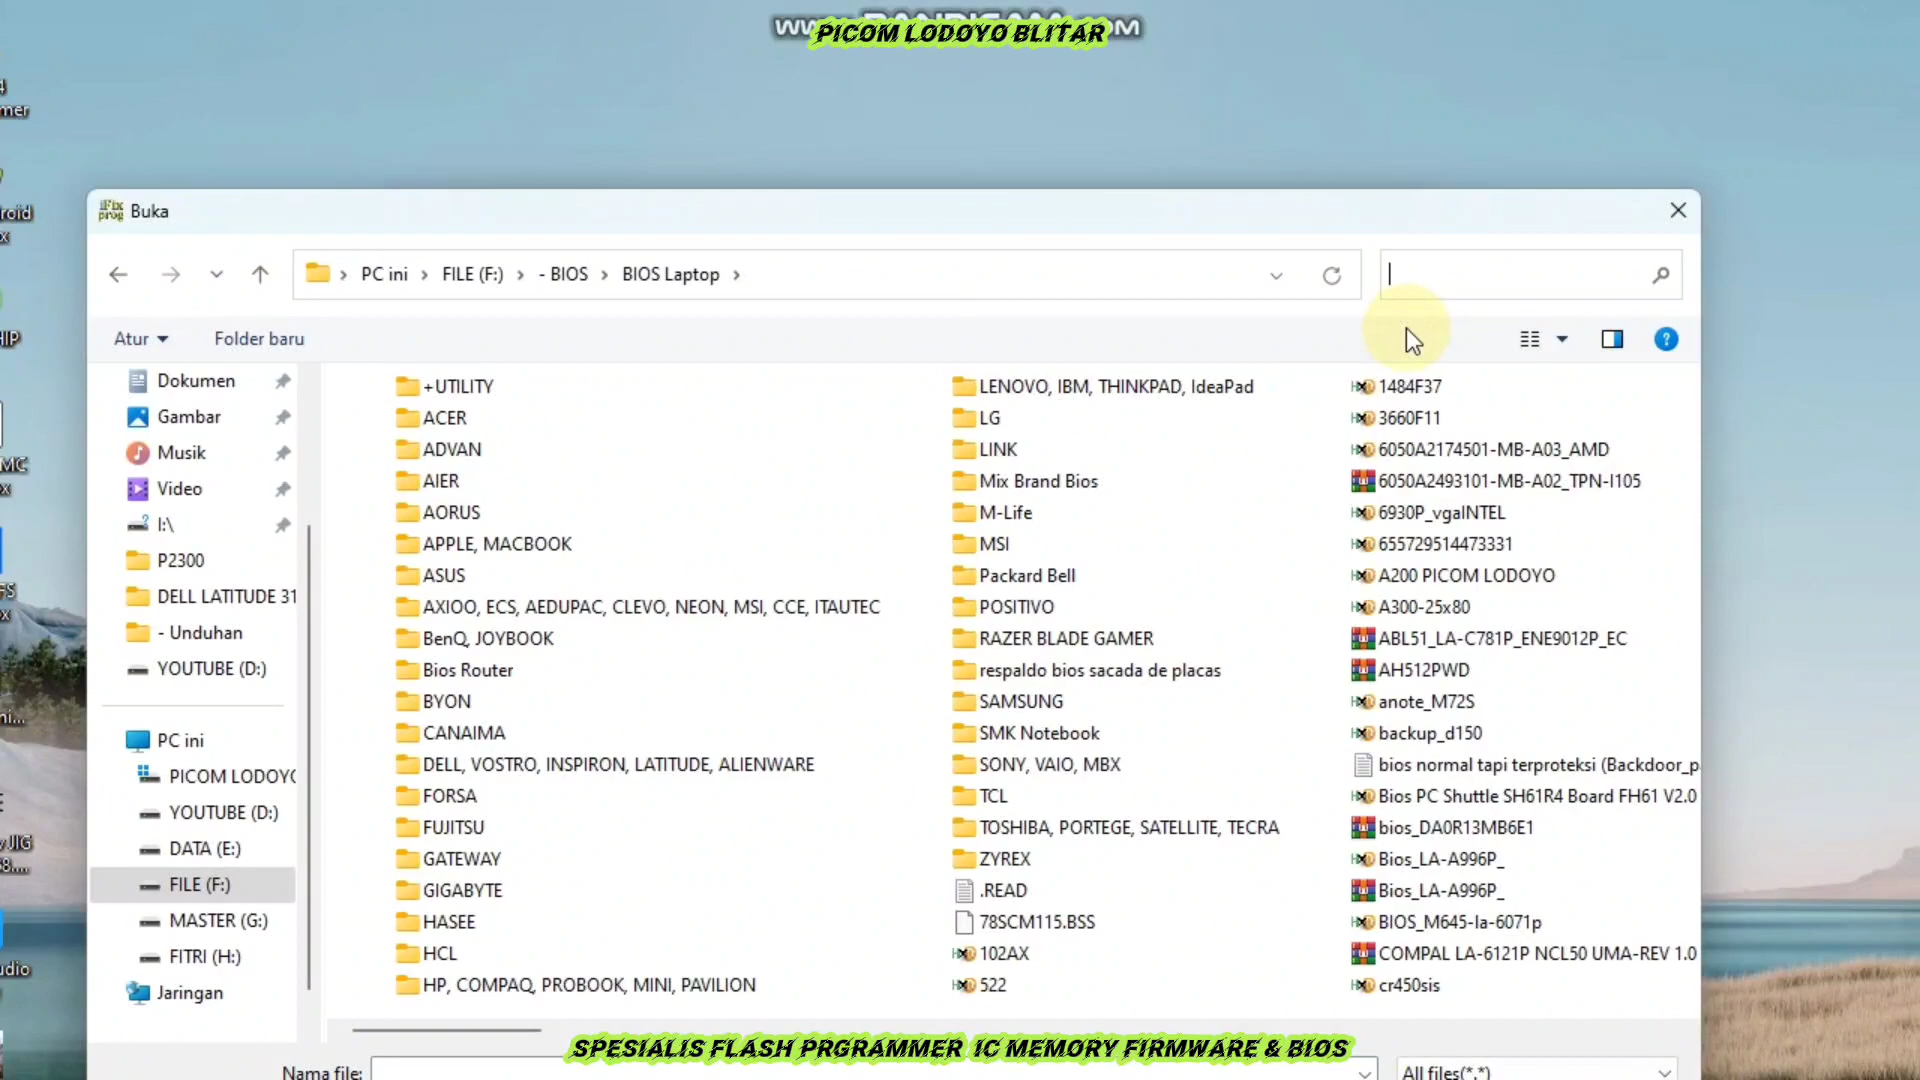 PICOM LODOYO BLITAR
iFix
prog
Buka
PC ini
FILE (F:)
- BIOS
BIOS Laptop
Atur
Folder baru
Dokumen
Gambar
Musik
Video
I:\
P2300
DELL LATITUDE 31
- Unduhan
YOUTUBE (D:)
PC ini
PICOM LODOYO
YOUTUBE (D:)
DATA (E:)
FILE (F:)
MASTER (G:)
FITRI (H:)
Jaringan
+UTILITY
ACER
ADVAN
AIER
AORUS
APPLE, MACBOOK
ASUS
AXIOO, ECS, AEDUPAC, CLEVO, NEON, MSI, CCE, ITAUTEC
BenQ, JOYBOOK
Bios Router
BYON
CANAIMA
DELL, VOSTRO, INSPIRON, LATITUDE, ALIENWARE
FORSA
FUJITSU
GATEWAY
GIGABYTE
HASEE
HCL
HP, COMPAQ, PROBOOK, MINI, PAVILION
LENOVO, IBM, THINKPAD, IdeaPad
LG
LINK
Mix Brand Bios
M-Life
MSI
Packard Bell
POSITIVO
RAZER BLADE GAMER
respaldo bios sacada de placas
SAMSUNG
SMK Notebook
SONY, VAIO, MBX
TCL
TOSHIBA, PORTEGE, SATELLITE, TECRA
ZYREX
.READ
78SCM115.BSS
102AX
522
1484F37
3660F11
6050A2174501-MB-A03_AMD
6050A2493101-MB-A02_TPN-I105
6930P_vgaINTEL
655729514473331
A200 PICOM LODOYO
A300-25x80
ABL51_LA-C781P_ENE9012P_EC
AH512PWD
anote_M72S
backup_d150
bios normal tapi terproteksi (Backdoor_p
Bios PC Shuttle SH61R4 Board FH61 V2.0
bios_DA0R13MB6E1
Bios_LA-A996P_
Bios_LA-A996P_
BIOS_M645-la-6071p
COMPAL LA-6121P NCL50 UMA-REV 1.0
cr450sis
Nama file:
All files(*.*)
SPESIALIS FLASH PRGRAMMER IC MEMORY FIRMWARE & BIOS